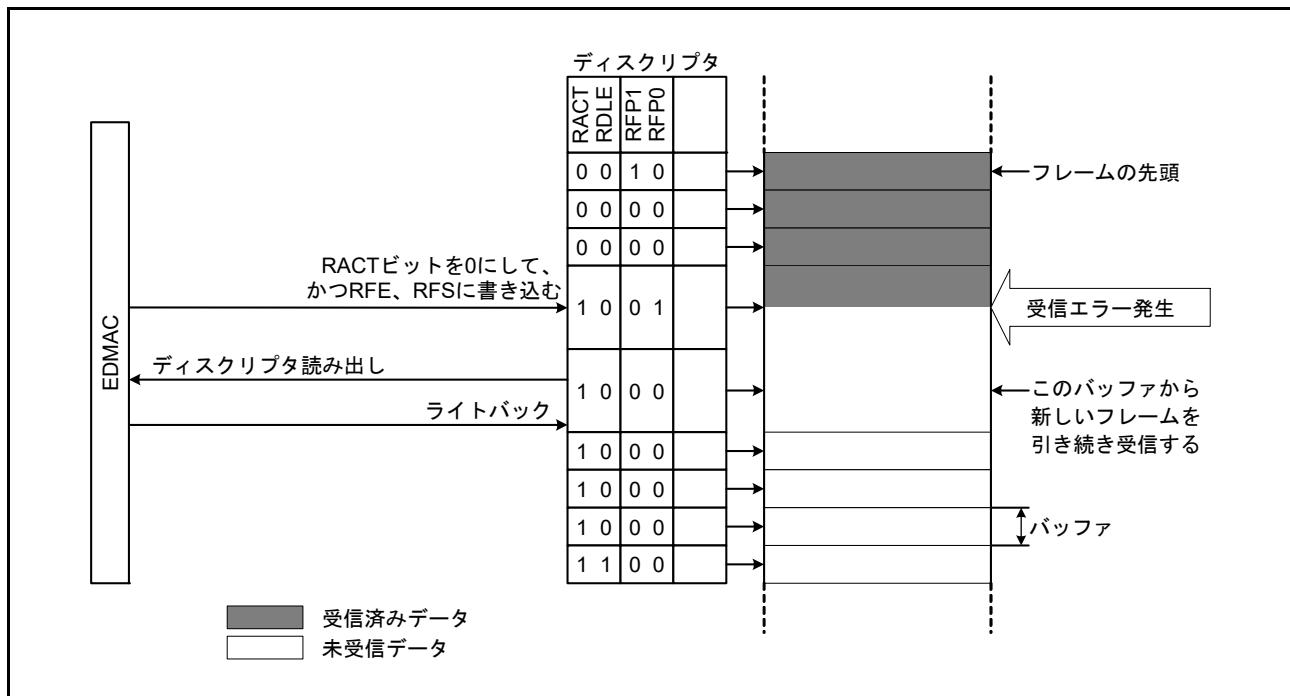 ディスクリプタ
RACT
RDLE
RFP1
RFP0
0 0 1 0
フレームの先頭
0 0 0 0
0 0 0 0
RACTビットを0にして、
かつRFE、RFSに書き込む
1 0 0 1
受信エラー発生
EDMAC
ディスクリプタ読み出し
ライトバック
1 0 0 0
このバッファから
新しいフレームを
引き続き受信する
1 0 0 0
1 0 0 0
1 0 0 0
バッファ
1 1 0 0
受信済みデータ
未受信データ